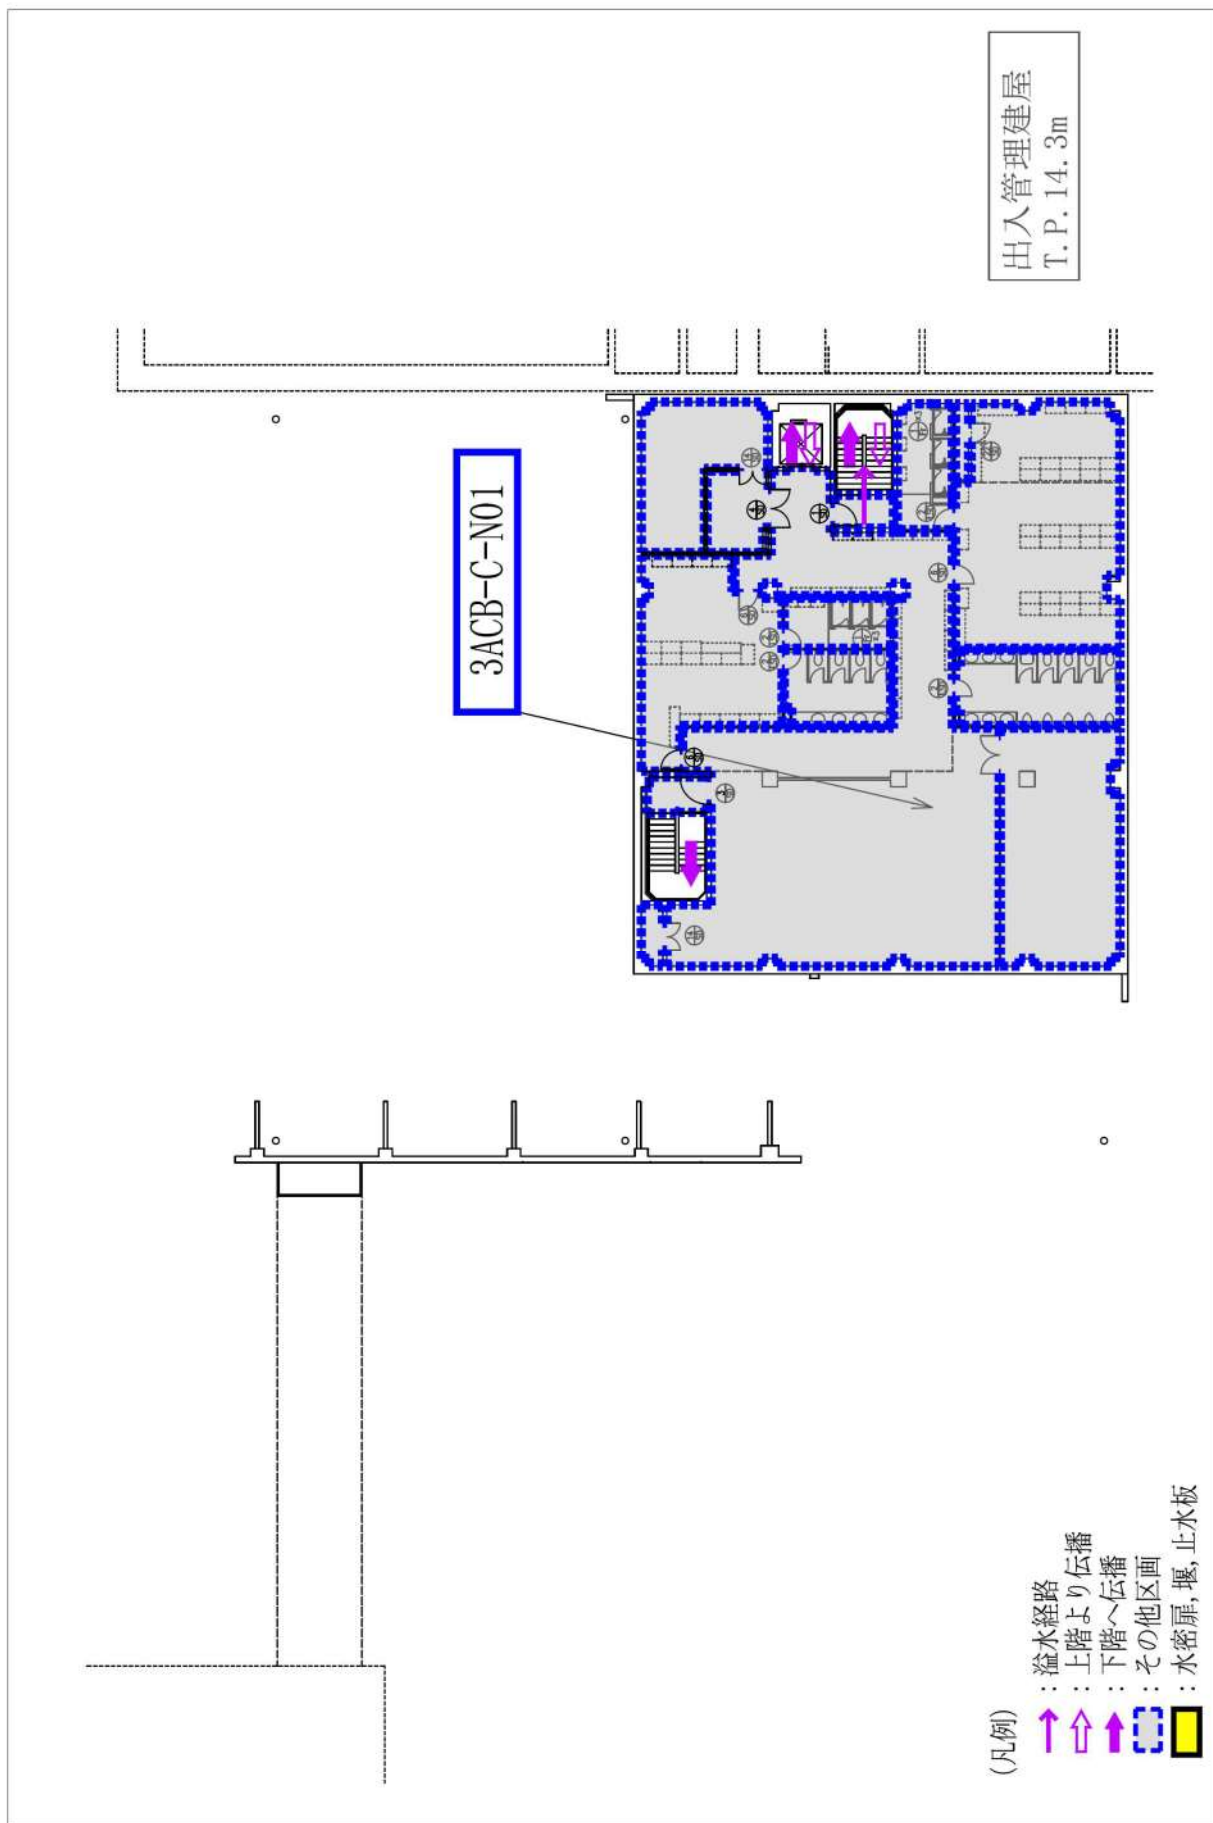 出入管理建屋
T.P.14.3m
3ACB-C-N01
(凡例)
：溢水経路
：上階より伝播
：下階へ伝播
：その他区画
：水密扉,堰,止水板